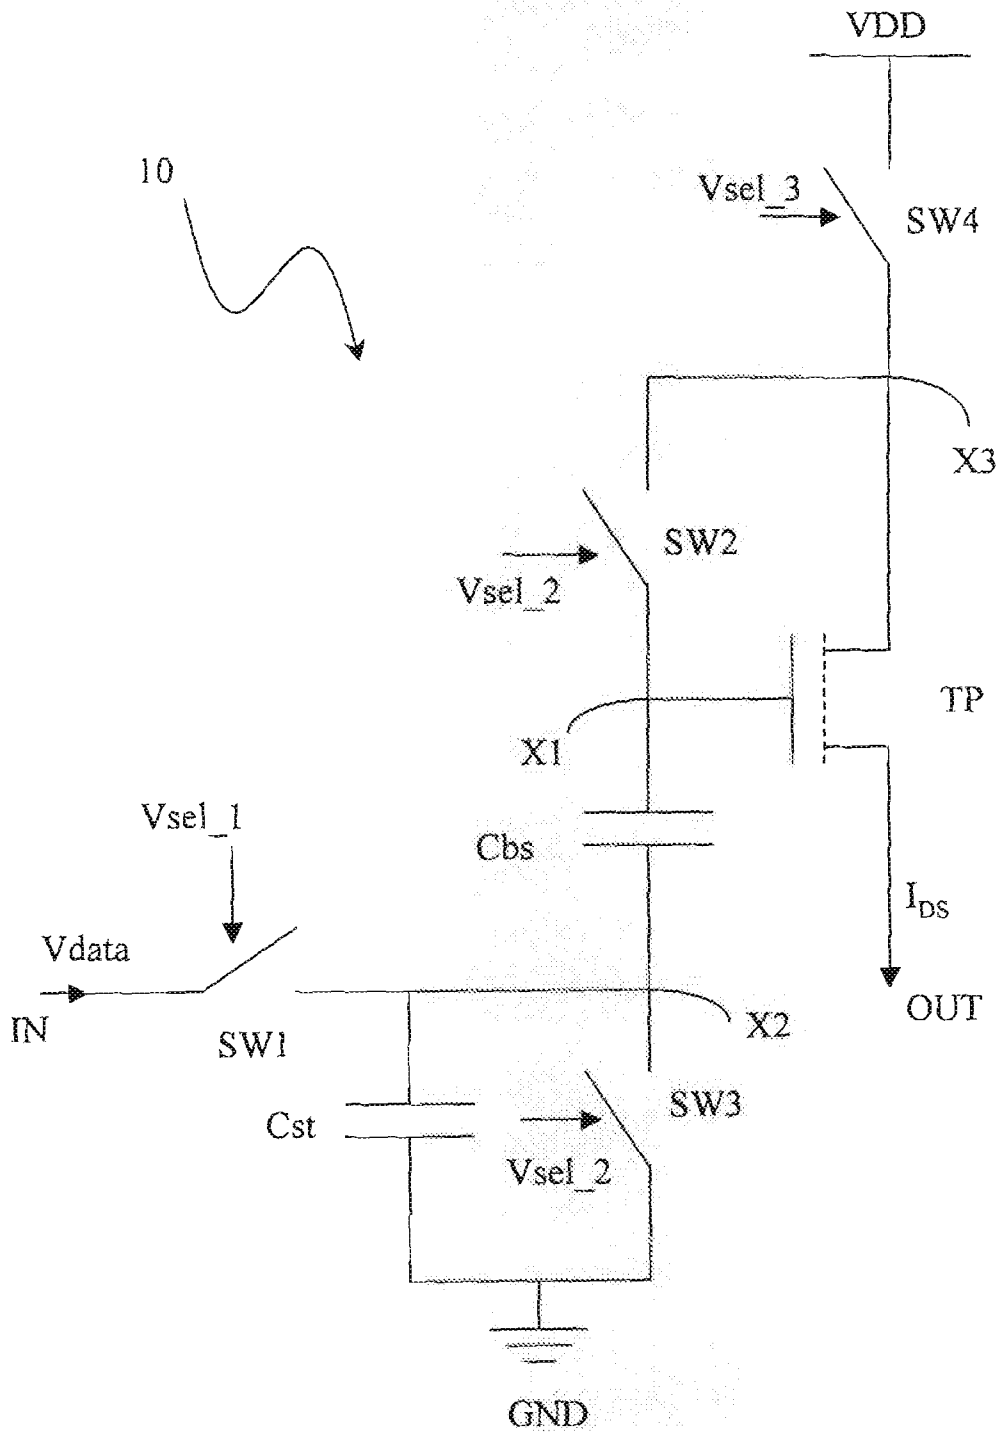 VDD
10
Vsel_3
SW4
X3
SW2
Vsel_2
TP
X1
Vsel_1
Cbs
IDS
Vdata
OUT
IN
X2
SW1
SW3
Cst
Vsel_2
GND